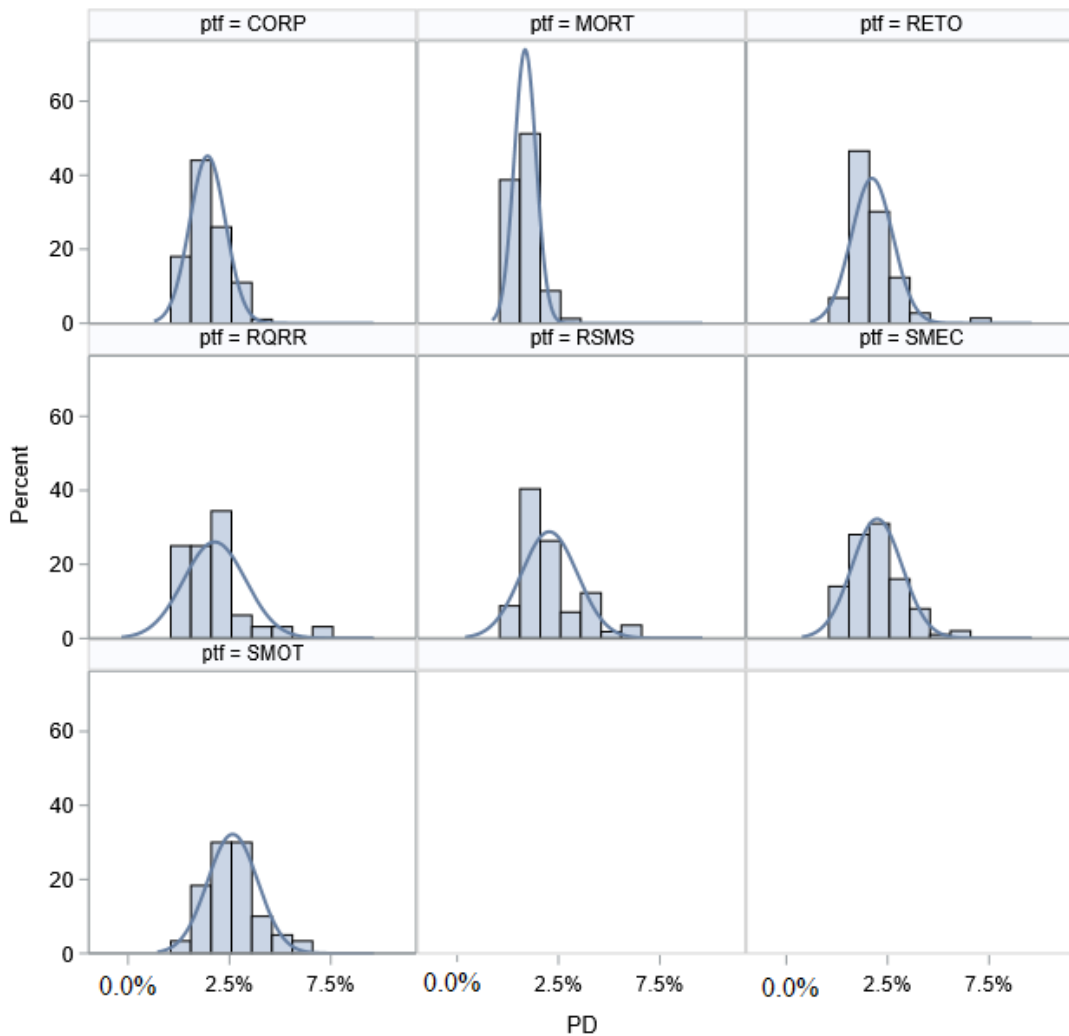 ptf = CORP
ptf = MORT
ptf = RETO
60
40
20
0
ptf = RQRR
ptf = RSMS
ptf = SMEC
Percent
60
40
20
0
ptf = SMOT
60
40
20
0
0.0% 2.5% 7.5%
0.0% 2.5% 7.5%
0.0% 2.5% 7.5%
PD